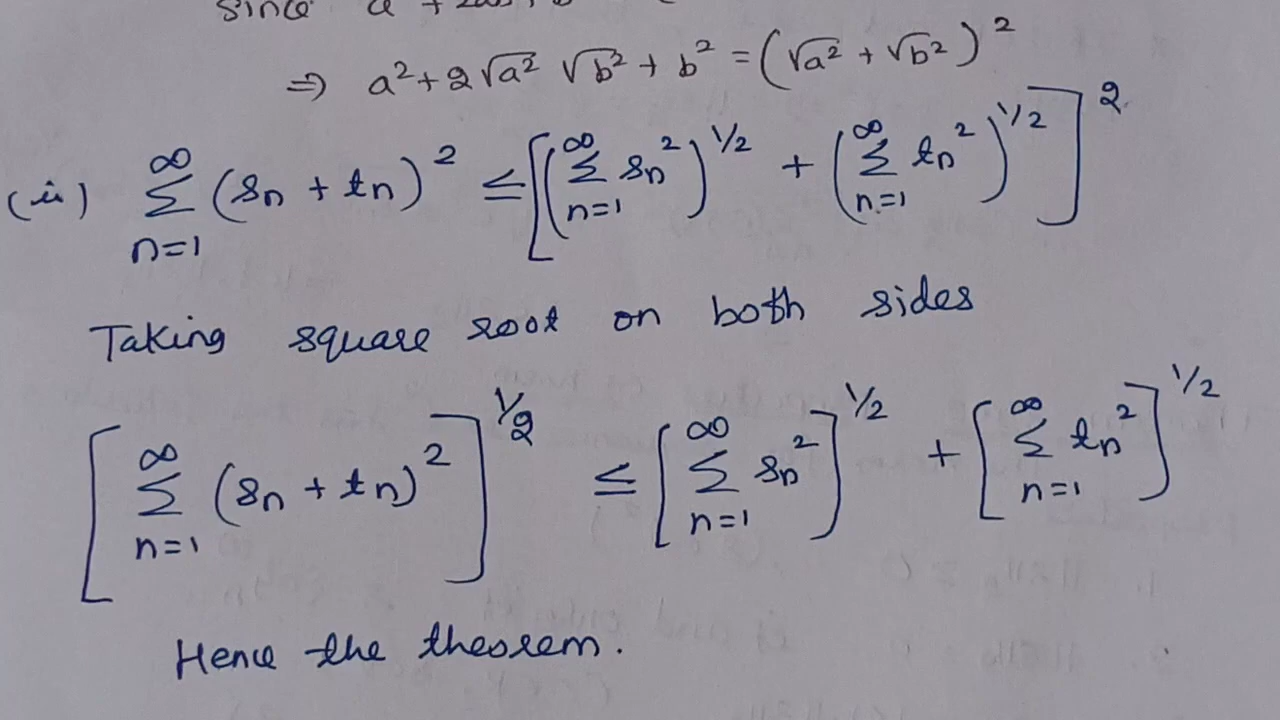 since
⇒ a² + 2√a² √b² + b² = (√a² + √b²)²
(ii) ∑_{n=1}^{∞} (sn + tn)² ≤ [(∑_{n=1}^{∞} sn²)^{1/2} + (∑_{n=1}^{∞} tn²)^{1/2}]²
Taking square root on both sides
[∑_{n=1}^{∞} (sn + tn)²]^{1/2} ≤ [∑_{n=1}^{∞} sn²]^{1/2} + [∑_{n=1}^{∞} tn²]^{1/2}
Hence the theorem.